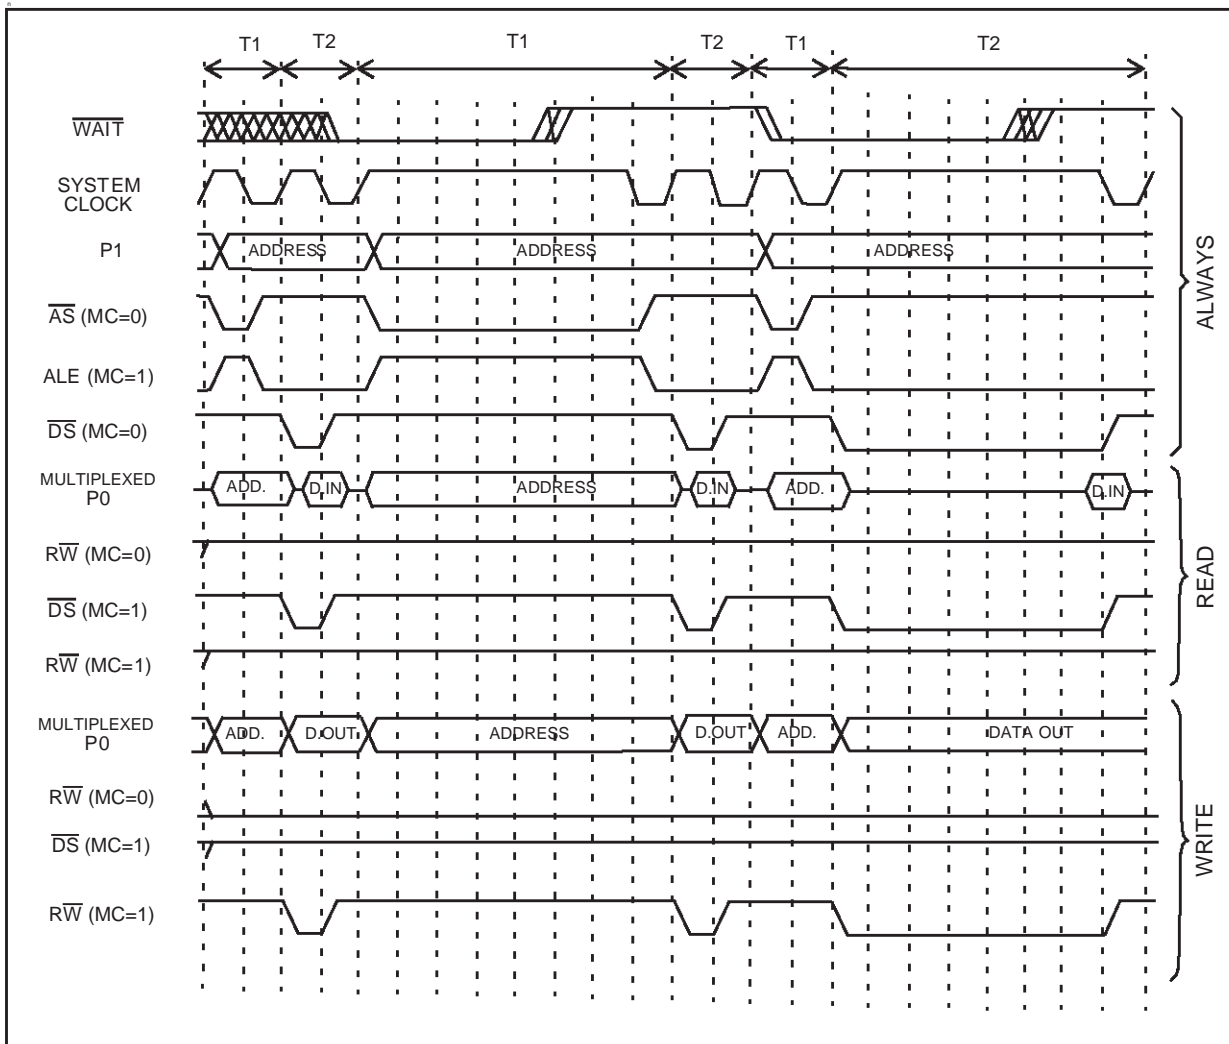 T1 T2 T1 T2 T1 T2
WAIT
SYSTEM
CLOCK
P1 ADDRESS ADDRESS ADDRESS
AS (MC=0)
ALE (MC=1)
DS (MC=0)
ALWAYS
MULTIPLEXED
P0 ADD. D.IN ADDRESS D.IN ADD. D.IN
RW (MC=0)
DS (MC=1)
RW (MC=1)
READ
MULTIPLEXED
P0 ADD. D.OUT ADDRESS D.OUT ADD. DATA OUT
RW (MC=0)
DS (MC=1)
RW (MC=1)
WRITE